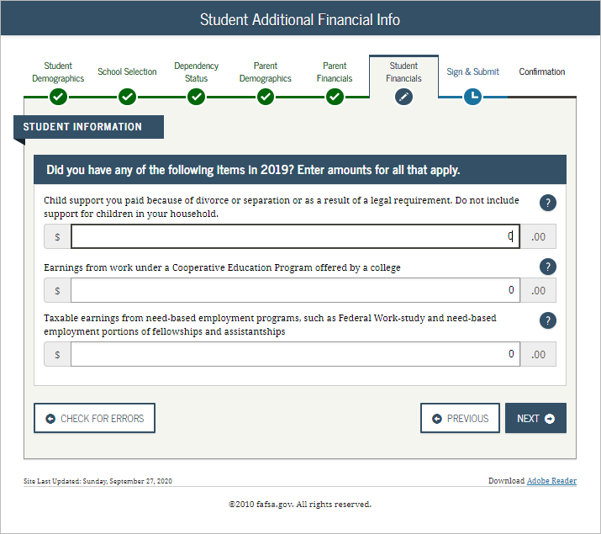 Student Additional Financial Info
Student
Demographics
School Selection
Dependency
Status
Parent
Demographics
Parent
Financials
Student
Financials
Sign & Submit
Confirmation
STUDENT INFORMATION
Did you have any of the following items in 2019? Enter amounts for all that apply.
Child support you paid because of divorce or separation or as a result of a legal requirement. Do not include
support for children in your household.
?
$ 0 .00
Earnings from work under a Cooperative Education Program offered by a college
?
$ 0 .00
Taxable earnings from need-based employment programs, such as Federal Work-study and need-based
employment portions of fellowships and assistantships
?
$ 0 .00
CHECK FOR ERRORS
PREVIOUS
NEXT
Site Last Updated: Sunday, September 27, 2020
Download Adobe Reader
©2010 fafsa.gov. All rights reserved.